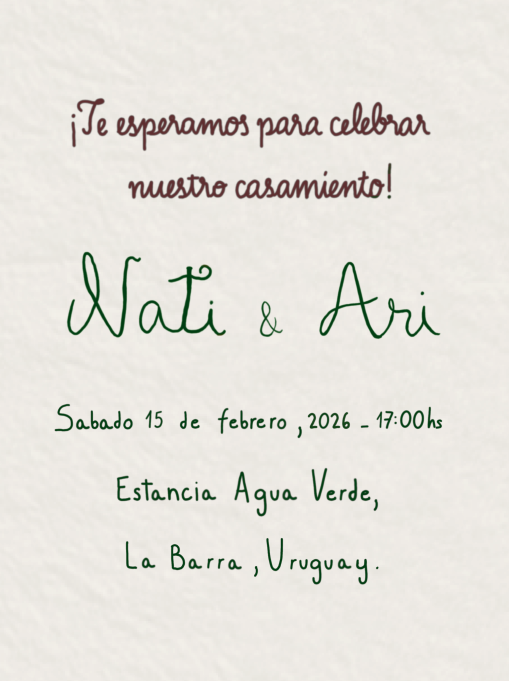 ¡Te esperamos para celebrar
nuestro casamiento!
Nati & Ari
Sabado 15 de febrero , 2026 - 17:00hs
Estancia Agua Verde,
La Barra , Uruguay.